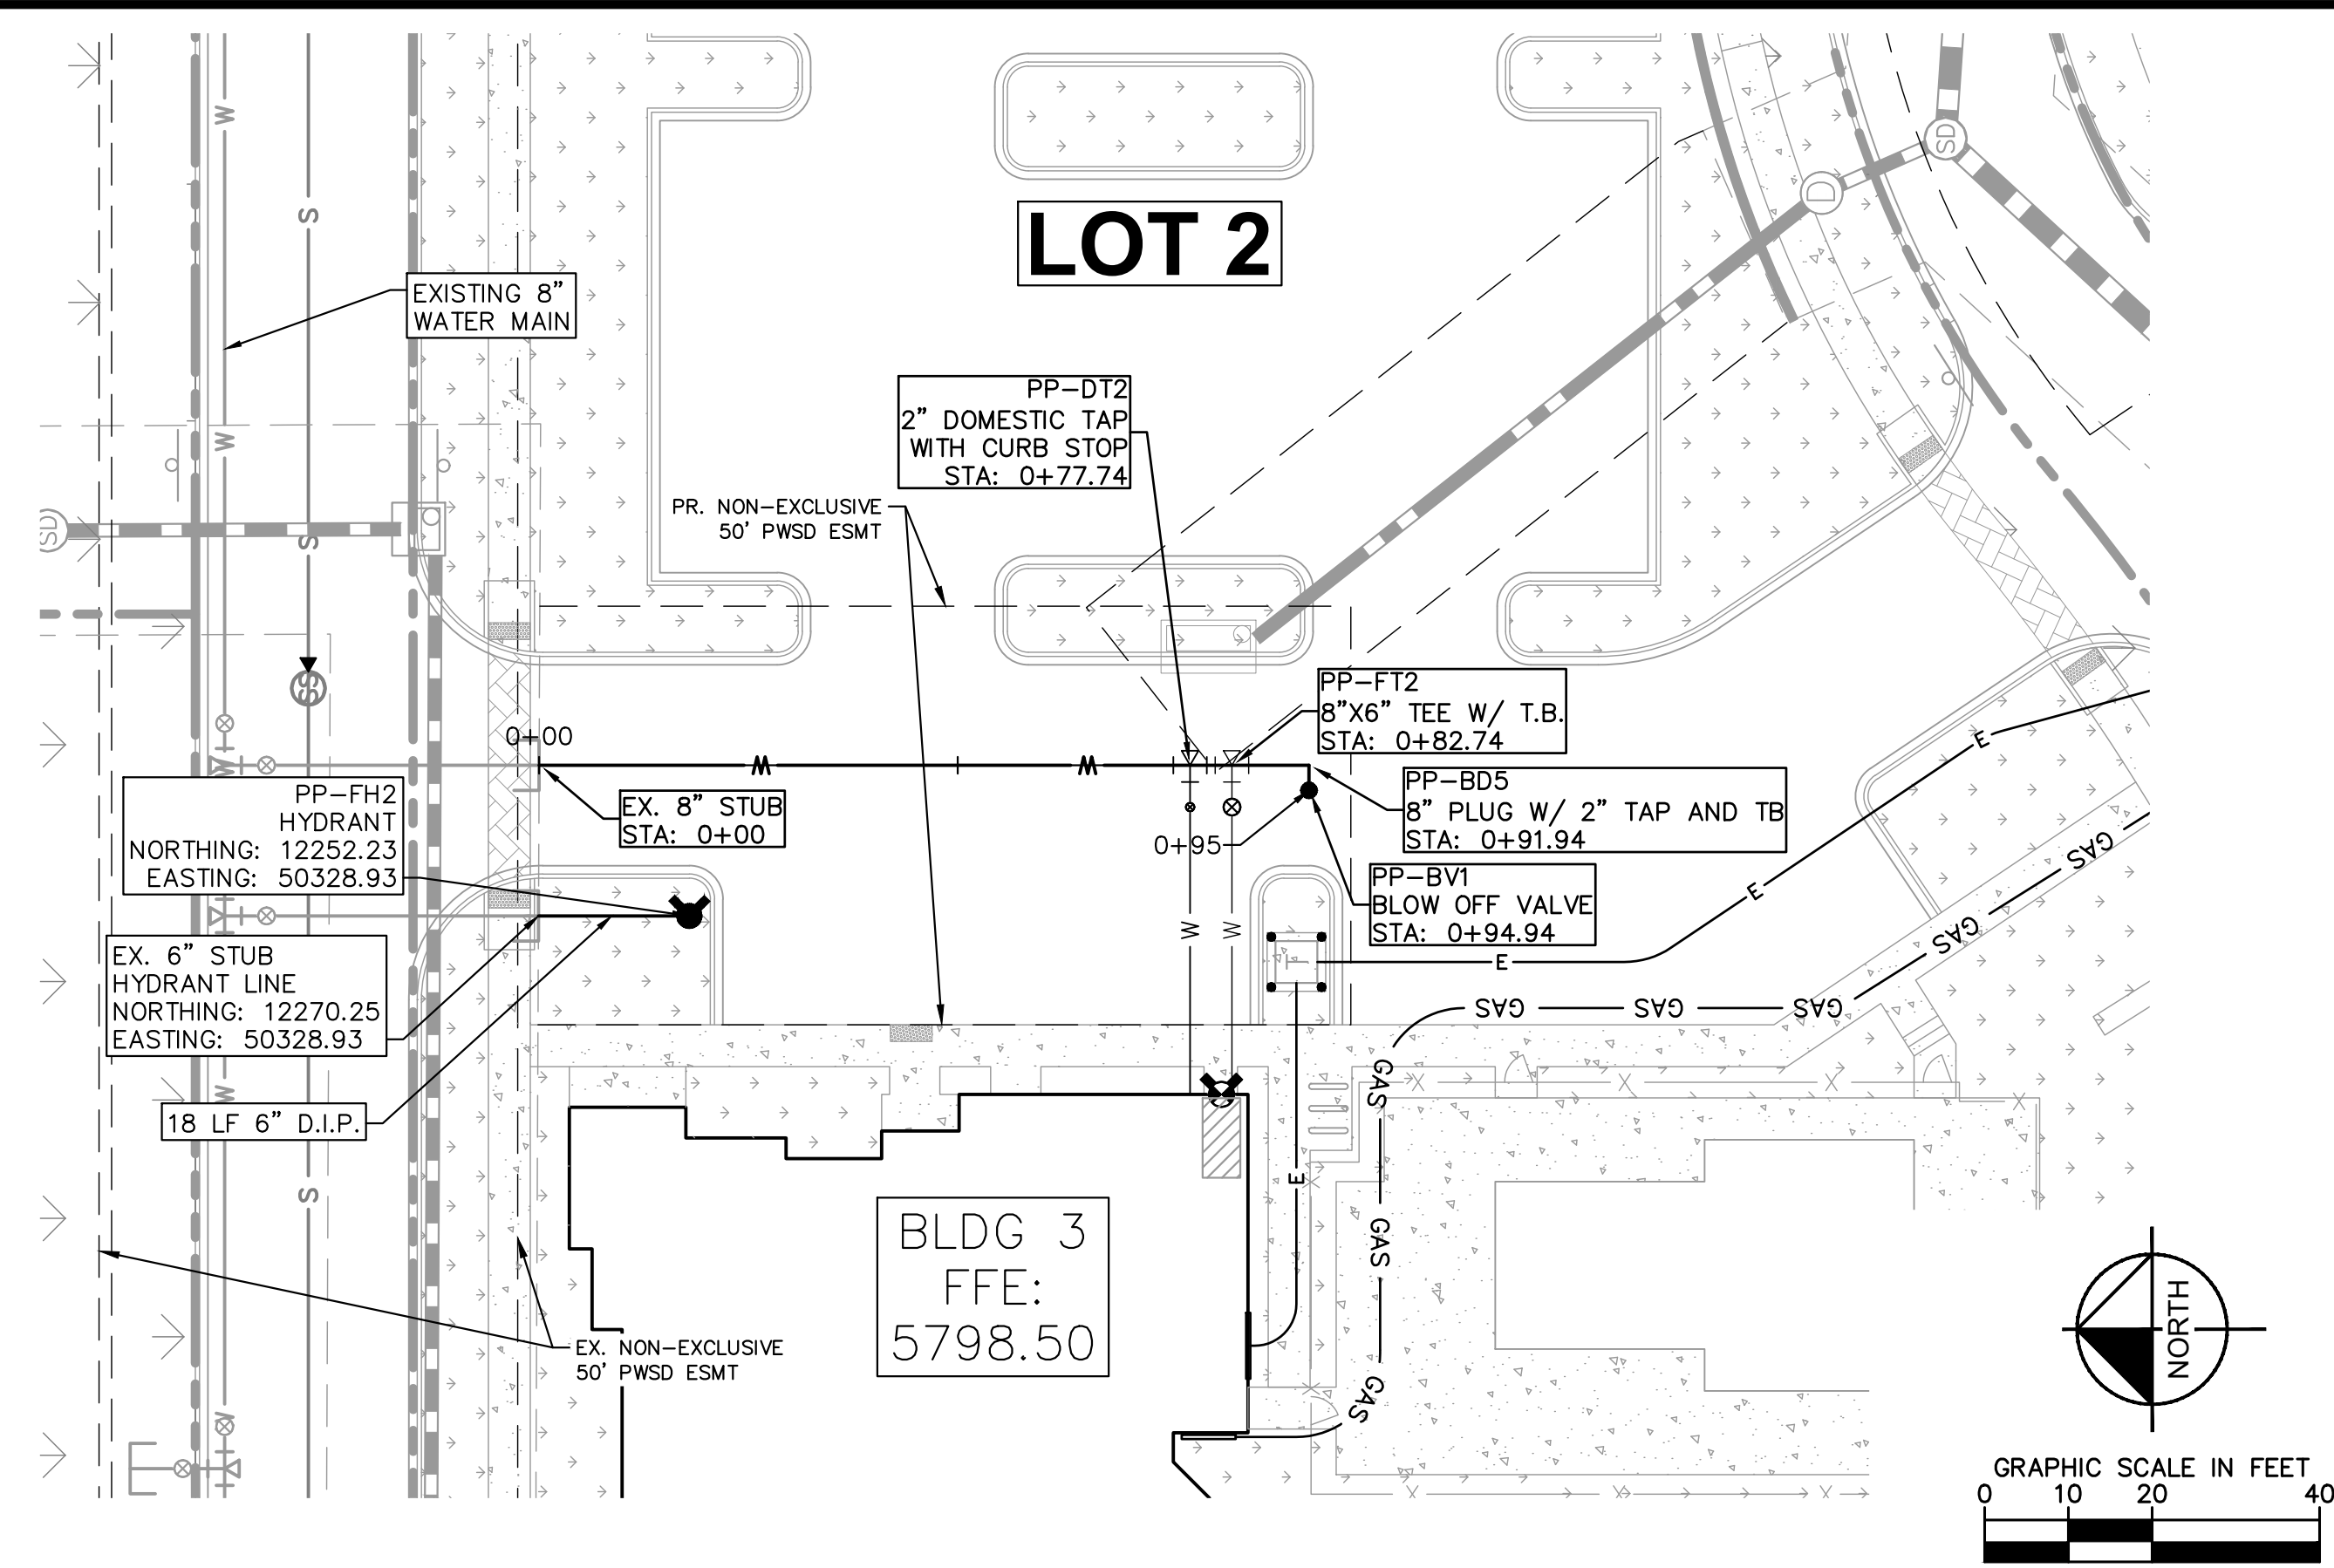 LOT 2
EXISTING 8”
WATER MAIN
PP-DT2
2” DOMESTIC TAP
WITH CURB STOP
STA: 0+77.74
PR. NON-EXCLUSIVE
50' PWSD ESMT
PP-FT2
8”X6” TEE W/ T.B.
STA: 0+82.74
0+00
EX. 8” STUB
STA: 0+00
PP-BD5
8” PLUG W/ 2” TAP AND TB
STA: 0+91.94
0+95
PP-BV1
BLOW OFF VALVE
STA: 0+94.94
PP-FH2
HYDRANT
NORTHING: 12252.23
EASTING: 50328.93
EX. 6” STUB
HYDRANT LINE
NORTHING: 12270.25
EASTING: 50328.93
18 LF 6” D.I.P.
EX. NON-EXCLUSIVE
50' PWSD ESMT
BLDG 3
FFE:
5798.50
W
W
W
W
W
W
W
W
W
W
S
S
S
SS
SD
SD
D
T
E
E
E
E
GAS
GAS
GAS
GAS
GAS
GAS
GAS
GAS
NORTH
GRAPHIC SCALE IN FEET
0 10 20 40